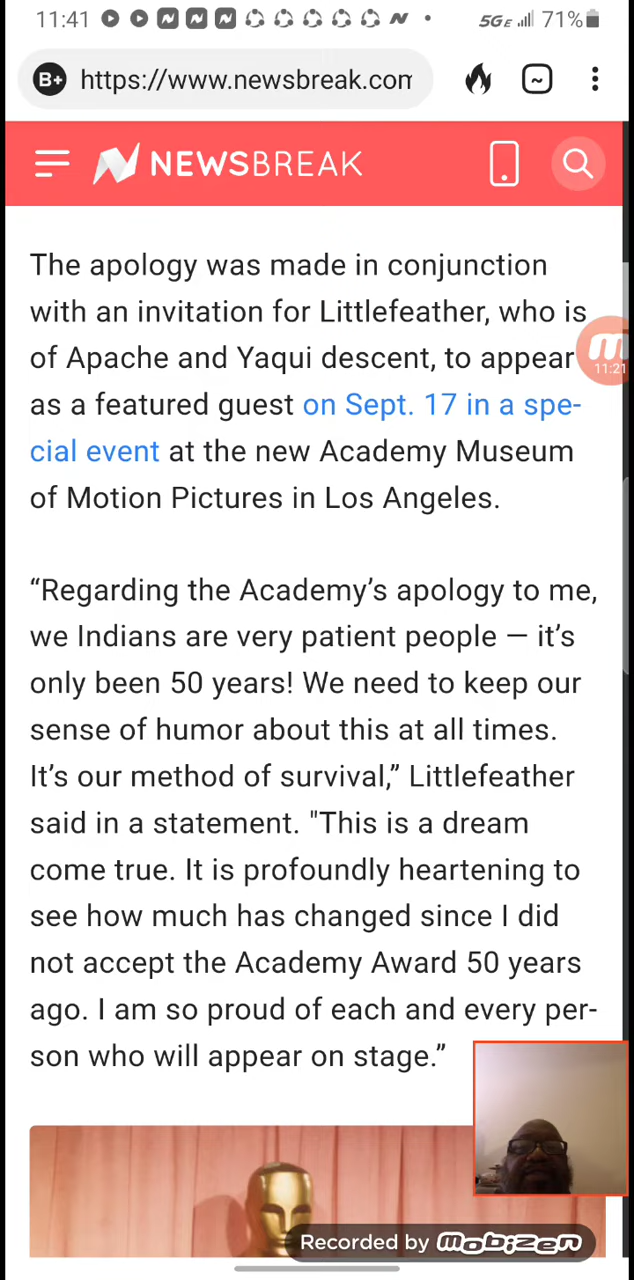 11:41 5GE 71%
B+ https://www.newsbreak.com
NEWSBREAK
The apology was made in conjunction
with an invitation for Littlefeather, who is
of Apache and Yaqui descent, to appear
m
11:21
as a featured guest on Sept. 17 in a spe-
cial event at the new Academy Museum
of Motion Pictures in Los Angeles.
“Regarding the Academy’s apology to me,
we Indians are very patient people — it’s
only been 50 years! We need to keep our
sense of humor about this at all times.
It’s our method of survival,” Littlefeather
said in a statement. "This is a dream
come true. It is profoundly heartening to
see how much has changed since I did
not accept the Academy Award 50 years
ago. I am so proud of each and every per-
son who will appear on stage.”
Recorded by mobizen